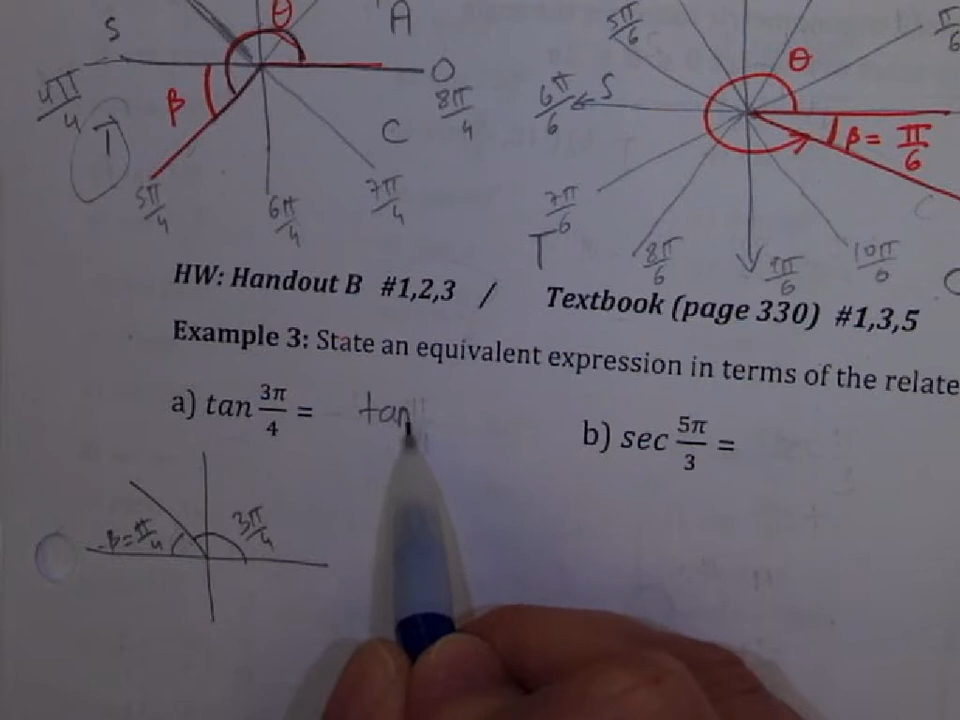 θ
A
S
4π/4
β
0
8π/4
T
C
5π/4
6π/4
7π/4
5π/6
π/6
θ
6π/6
S
β = π/6
7π/6
T
C
8π/6
9π/6
10π/6
HW: Handout B #1,2,3 / Textbook (page 330) #1,3,5
Example 3: State an equivalent expression in terms of the relate
a) tan 3π/4 = tan
b) sec 5π/3 =
β=π/4
3π/4